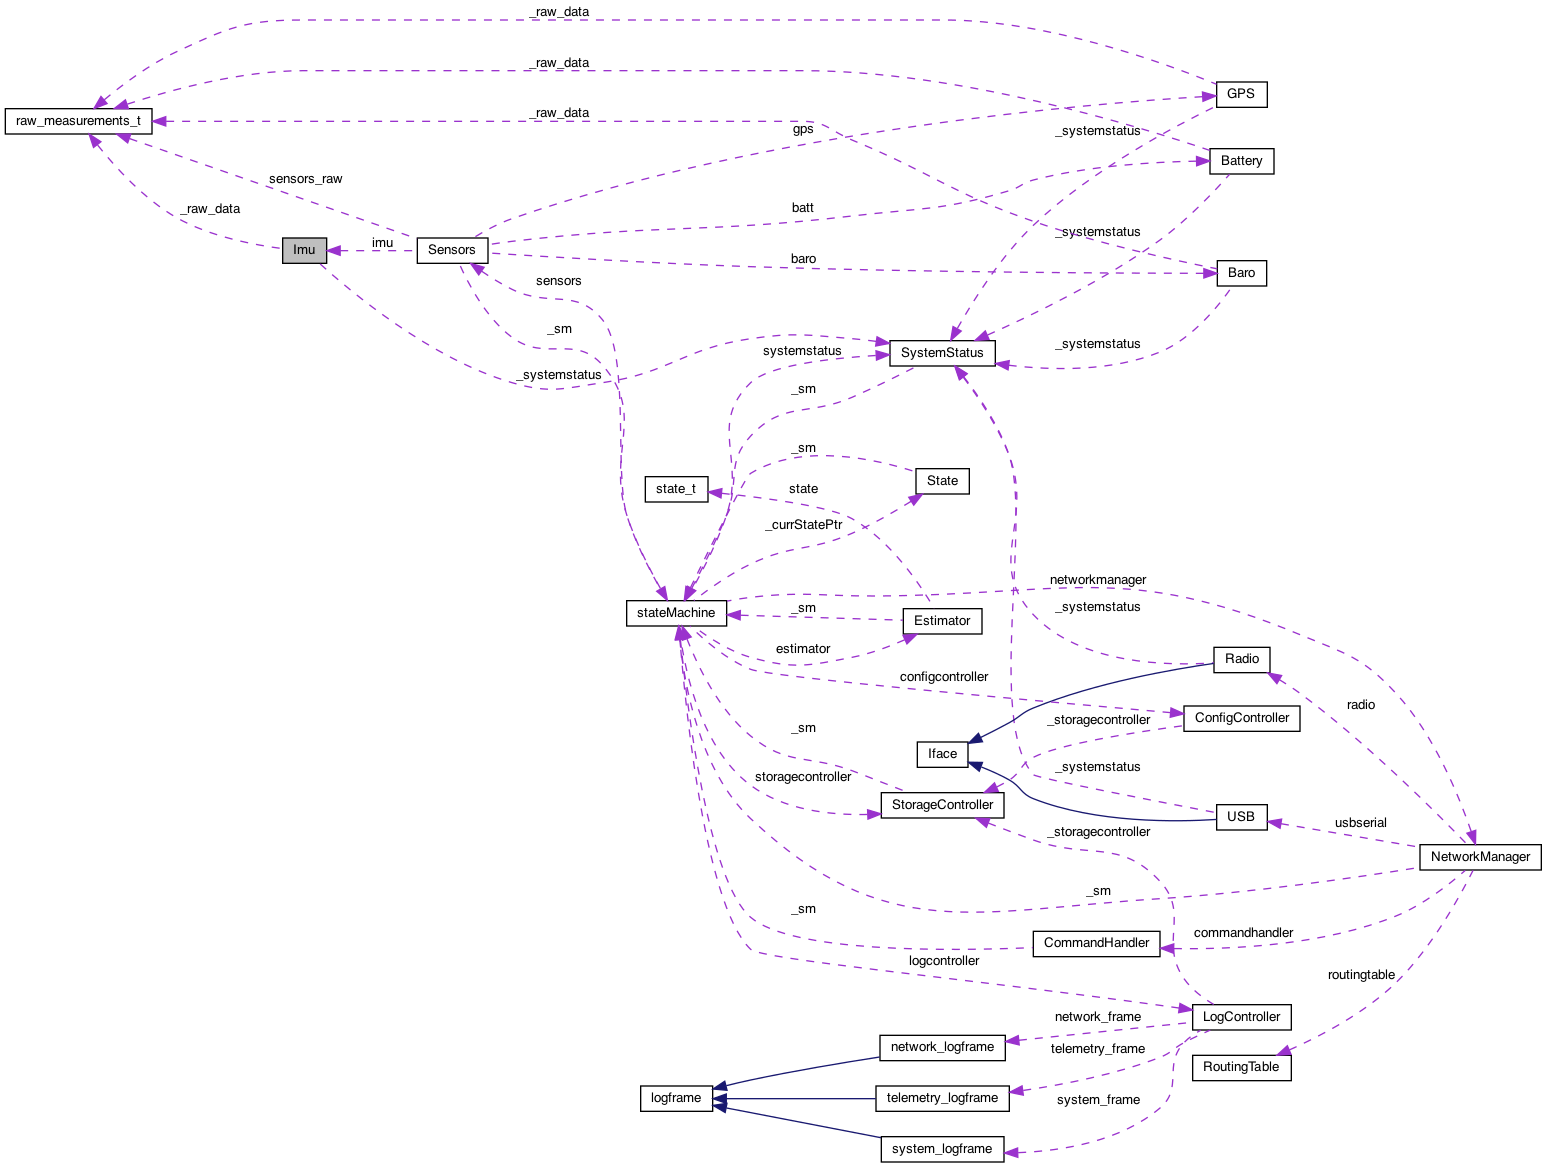 _raw_data
_raw_data
GPS
_raw_data
raw_measurements_t
gps
_systemstatus
Battery
sensors_raw
_raw_data
batt
_systemstatus
Imu
imu
Sensors
baro
Baro
sensors
_sm
systemstatus
SystemStatus
_systemstatus
_systemstatus
_sm
_sm
State
state_t
state
_currStatePtr
networkmanager
_systemstatus
stateMachine
_sm
Estimator
estimator
Radio
configcontroller
radio
ConfigController
_storagecontroller
_sm
Iface
_systemstatus
storagecontroller
StorageController
USB
usbserial
_storagecontroller
NetworkManager
_sm
_sm
CommandHandler
commandhandler
logcontroller
routingtable
LogController
network_frame
network_logframe
telemetry_frame
RoutingTable
logframe
telemetry_logframe
system_frame
system_logframe